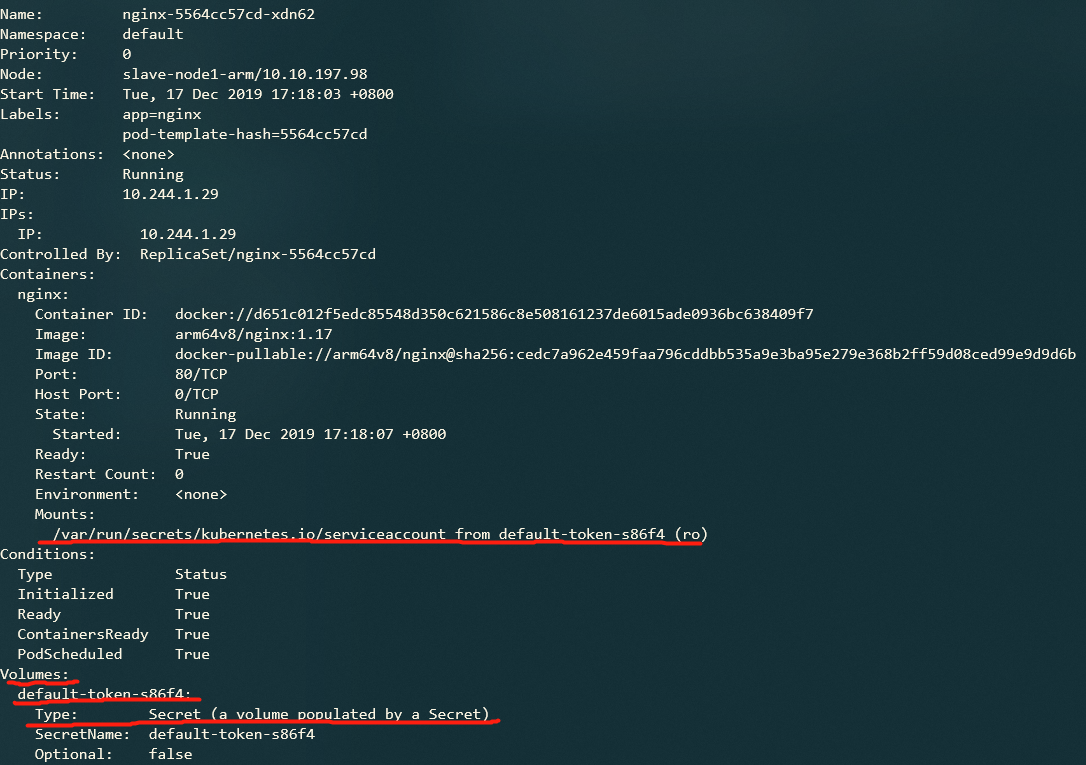 Name:         nginx-5564cc57cd-xdn62
Namespace:    default
Priority:     0
Node:         slave-node1-arm/10.10.197.98
Start Time:   Tue, 17 Dec 2019 17:18:03 +0800
Labels:       app=nginx
              pod-template-hash=5564cc57cd
Annotations:  <none>
Status:       Running
IP:           10.244.1.29
IPs:
  IP:           10.244.1.29
Controlled By:  ReplicaSet/nginx-5564cc57cd
Containers:
  nginx:
    Container ID:   docker://d651c012f5edc85548d350c621586c8e508161237de6015ade0936bc638409f7
    Image:          arm64v8/nginx:1.17
    Image ID:       docker-pullable://arm64v8/nginx@sha256:cedc7a962e459faa796cddbb535a9e3ba95e279e368b2ff59d08ced99e9d9d6b
    Port:           80/TCP
    Host Port:      0/TCP
    State:          Running
      Started:      Tue, 17 Dec 2019 17:18:07 +0800
    Ready:          True
    Restart Count:  0
    Environment:    <none>
    Mounts:
      /var/run/secrets/kubernetes.io/serviceaccount from default-token-s86f4 (ro)
Conditions:
  Type              Status
  Initialized       True
  Ready             True
  ContainersReady   True
  PodScheduled      True
Volumes:
  default-token-s86f4:
    Type:        Secret (a volume populated by a Secret)
    SecretName:  default-token-s86f4
    Optional:    false